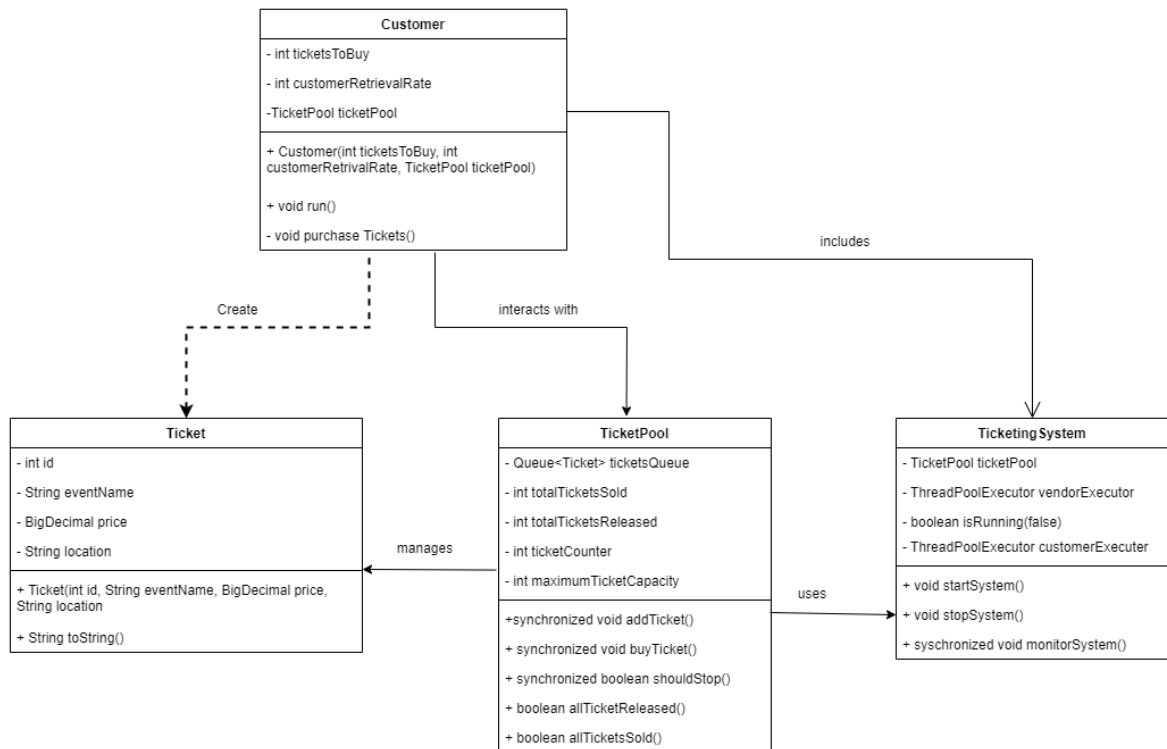 Customer
- int ticketsToBuy
- int customerRetrievalRate
-TicketPool ticketPool
+ Customer(int ticketsToBuy, int
customerRetrivalRate, TicketPool ticketPool)
+ void run()
- void purchase Tickets()
includes
Create
interacts with
Ticket
- int id
- String eventName
- BigDecimal price
- String location
+ Ticket(int id, String eventName, BigDecimal price,
String location
+ String toString()
manages
TicketPool
- Queue<Ticket> ticketsQueue
- int totalTicketsSold
- int totalTicketsReleased
- int ticketCounter
- int maximumTicketCapacity
+synchronized void addTicket()
+ synchronized void buyTicket()
+ synchronized boolean shouldStop()
+ boolean allTicketReleased()
+ boolean allTicketsSold()
uses
TicketingSystem
- TicketPool ticketPool
- ThreadPoolExecutor vendorExecutor
- boolean isRunning(false)
- ThreadPoolExecutor customerExecuter
+ void startSystem()
+ void stopSystem()
+ syschronized void monitorSystem()